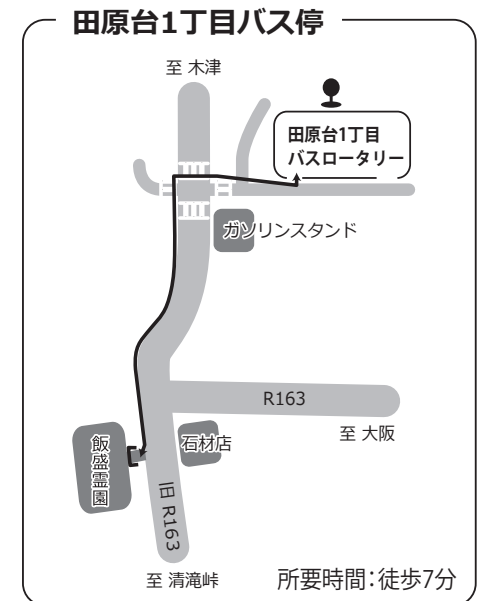 田原台1丁目バス停
至 木津
田原台1丁目
バスロータリー
ガソリンスタンド
R163
至 大阪
石材店
飯盛霊園
旧 R163
至 清滝峠
所要時間:徒歩7分